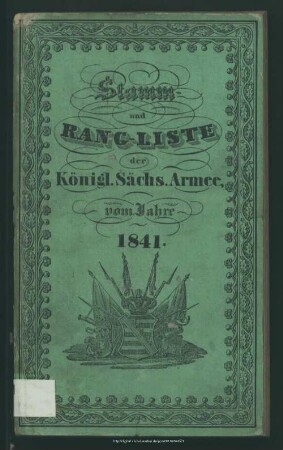 Stamm
und
RANG-LISTE
der
Königl. Sächs. Armee,
vom Jahre
1841.